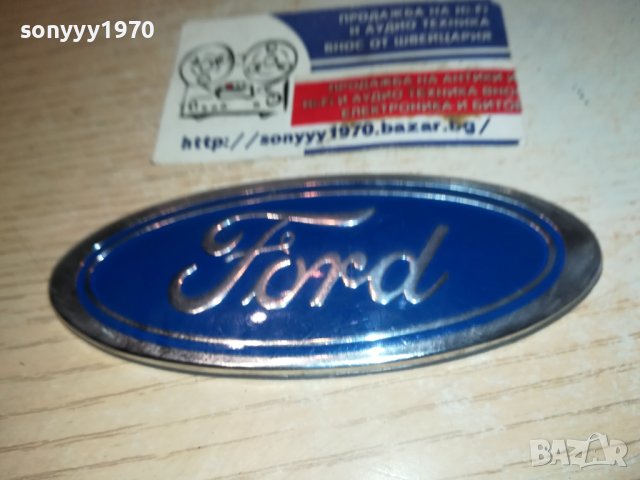 sonyyy1970
ПРОДАЖБА НА HI-FI
И АУДИО ТЕХНИКА
ВНОС ОТ ШВЕЙЦАРИЯ
ПРОДАЖБА НА АНТИКИ И
HI-FI И АУДИО ТЕХНИКА ВНО
ЕЛЕКТРОНИКА И БИТОВ
http://sonyyy1970.bazar.bg/
Ford
BAZAR